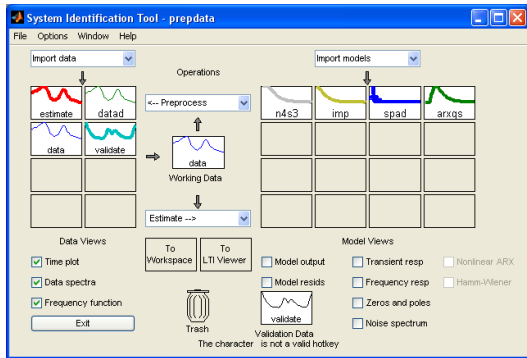 System Identification Tool - prepdata
File Options Window Help
Import data
Operations
Import models
estimate
datad
<-- Preprocess
n4s3
imp
spad
arxqs
data
validate
data
Working Data
Estimate -->
Data Views
To
Workspace
To
LTI Viewer
Model Views
Time plot
Model output
Transient resp
Nonlinear ARX
Data spectra
Model resids
Frequency resp
Hamm-Wiener
Frequency function
Zeros and poles
Exit
Trash
validate
Noise spectrum
Validation Data
The character is not a valid hotkey